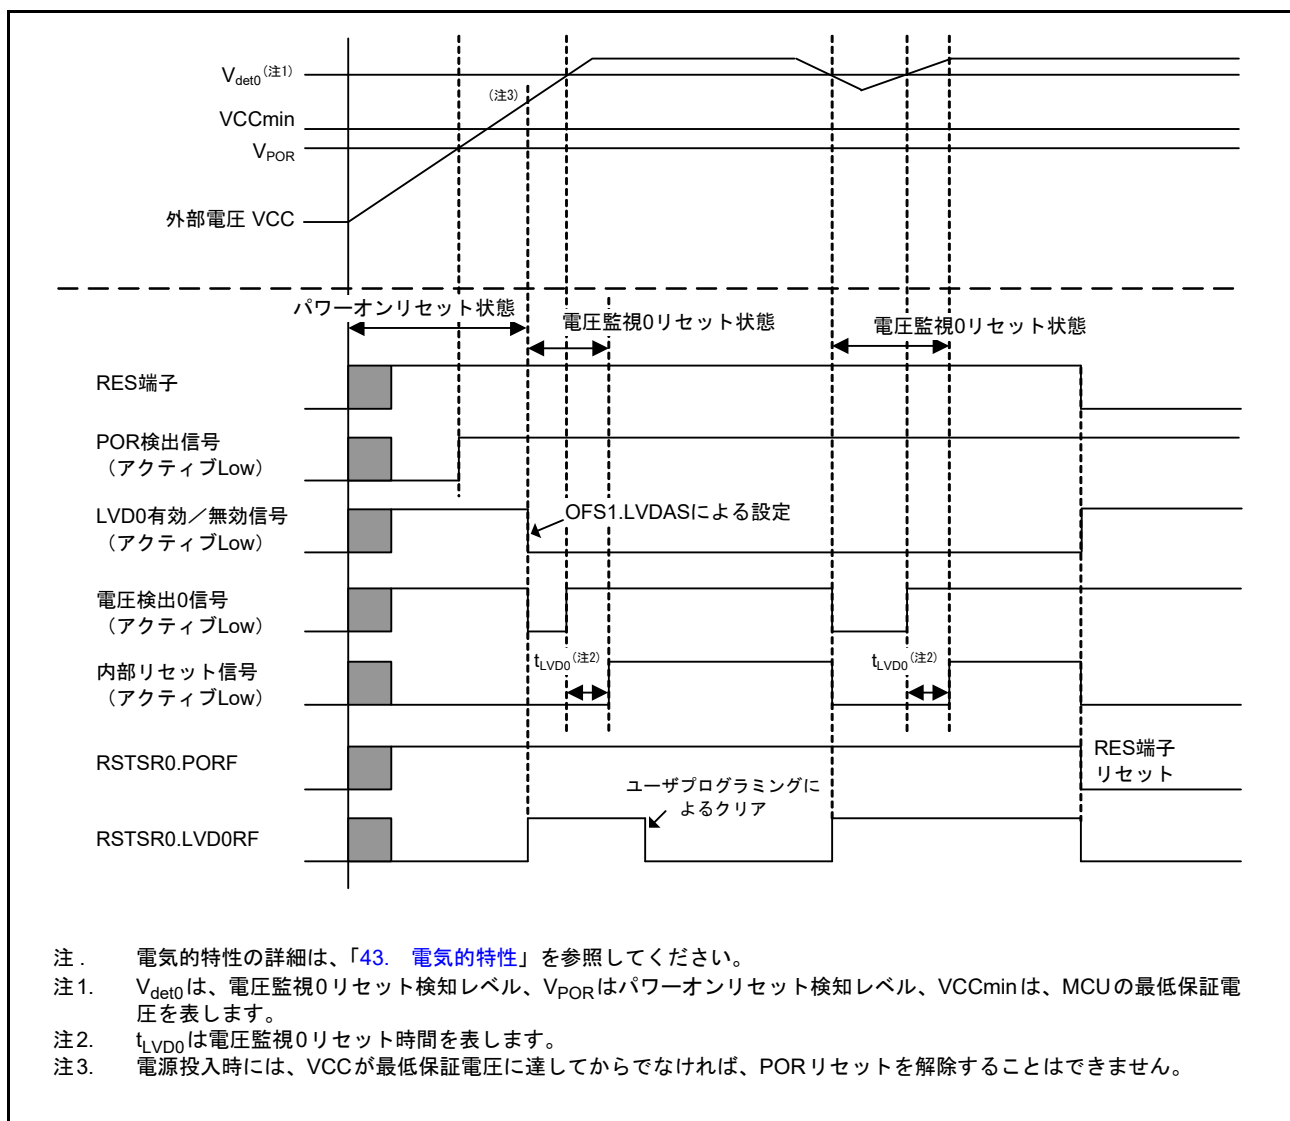 Vdet0(注1)
(注3)
VCCmin
VPOR
外部電圧 VCC
パワーオンリセット状態
電圧監視0リセット状態
電圧監視0リセット状態
RES端子
POR検出信号
(アクティブLow)
LVD0有効／無効信号
(アクティブLow)
OFS1.LVDASによる設定
電圧検出0信号
(アクティブLow)
tLVD0(注2)
tLVD0(注2)
内部リセット信号
(アクティブLow)
RSTSR0.PORF
RES端子
リセット
ユーザプログラミングに
よるクリア
RSTSR0.LVD0RF
注. 電気的特性の詳細は、「43. 電気的特性」を参照してください。
注1. Vdet0は、電圧監視0リセット検知レベル、VPORはパワーオンリセット検知レベル、VCCminは、MCUの最低保証電
圧を表します。
注2. tLVD0は電圧監視0リセット時間を表します。
注3. 電源投入時には、VCCが最低保証電圧に達してからでなければ、PORリセットを解除することはできません。